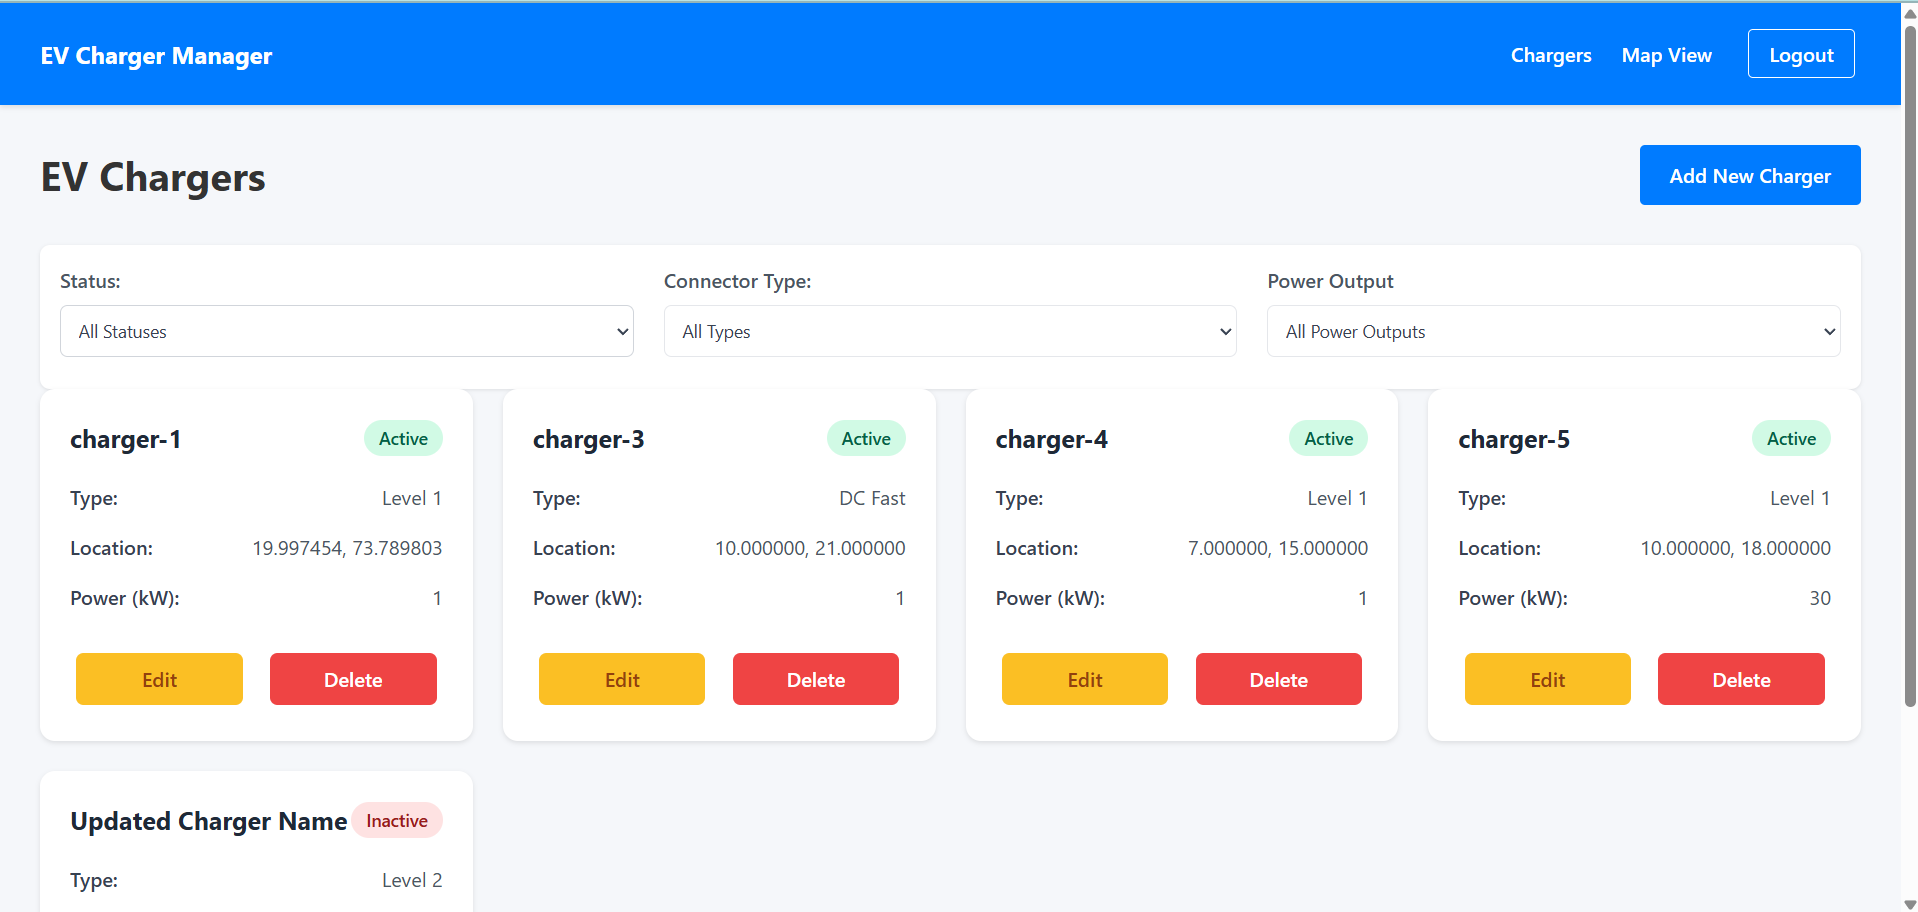 EV Charger Manager
Chargers Map View Logout
EV Chargers
Add New Charger
Status: Connector Type: Power Output
All Statuses All Types All Power Outputs
charger-1 Active
Type: Level 1
Location: 19.997454, 73.789803
Power (kW): 1
Edit Delete
charger-3 Active
Type: DC Fast
Location: 10.000000, 21.000000
Power (kW): 1
Edit Delete
charger-4 Active
Type: Level 1
Location: 7.000000, 15.000000
Power (kW): 1
Edit Delete
charger-5 Active
Type: Level 1
Location: 10.000000, 18.000000
Power (kW): 30
Edit Delete
Updated Charger Name Inactive
Type: Level 2